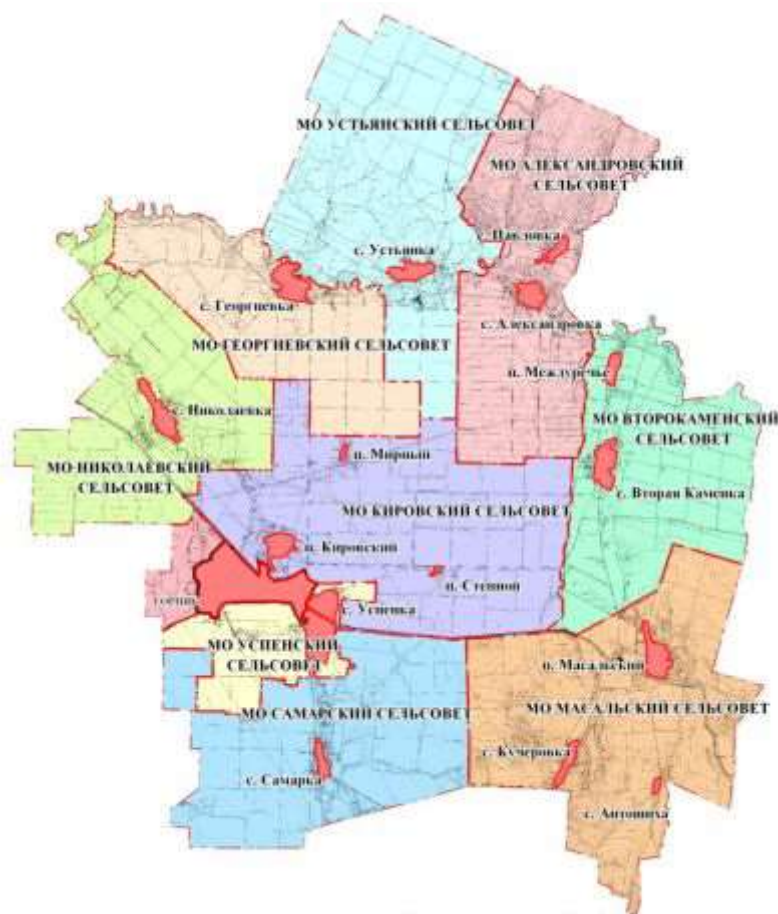 МО УСТЬЯНСКИЙ СЕЛЬСОВЕТ
МО АЛЕКСАНДРОВСКИЙ
СЕЛЬСОВЕТ
с. Павловка
с. Устьянка
с. Георгиевка
с. Александровка
МО ГЕОРГИЕВСКИЙ СЕЛЬСОВЕТ
п. Междуречье
с. Николаевка
МО ВТОРОКАМЕНСКИЙ
СЕЛЬСОВЕТ
п. Мирный
МО НИКОЛАЕВСКИЙ
СЕЛЬСОВЕТ
с. Вторая Каменка
МО КИРОВСКИЙ СЕЛЬСОВЕТ
п. Кировский
п. Степной
с. Успенка
МО УСПЕНСКИЙ
СЕЛЬСОВЕТ
п. Масальский
МО САМАРСКИЙ СЕЛЬСОВЕТ
МО МАСАЛЬСКИЙ СЕЛЬСОВЕТ
с. Кучеровка
с. Самарка
с. Антошиха